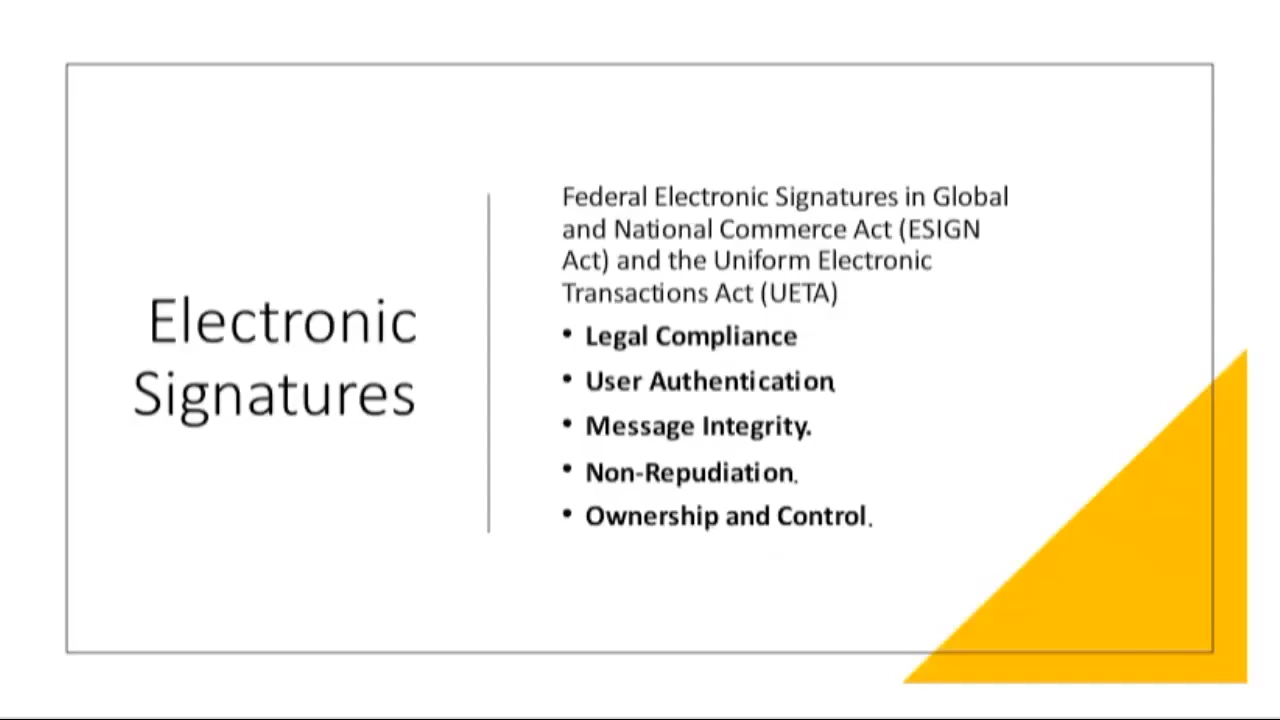 Electronic
Signatures
Federal Electronic Signatures in Global
and National Commerce Act (ESIGN
Act) and the Uniform Electronic
Transactions Act (UETA)
• Legal Compliance
• User Authentication
• Message Integrity.
• Non-Repudiation.
• Ownership and Control.